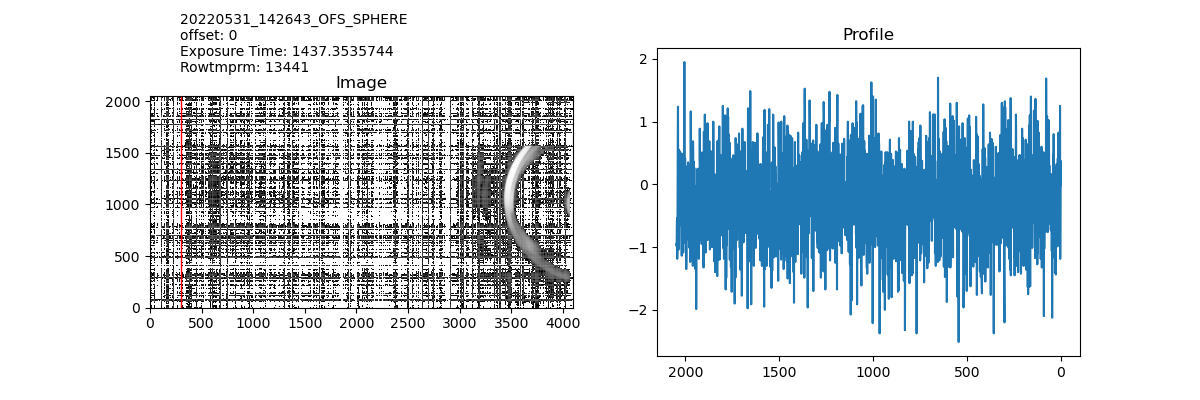 20220531_142643_OFS_SPHERE
offset: 0
Exposure Time: 1437.3535744
Rowtmprm: 13441
Image
2000
1500
1000
500
0
0 500 1000 1500 2000 2500 3000 3500 4000
Profile
2
1
0
−1
−2
2000 1500 1000 500 0